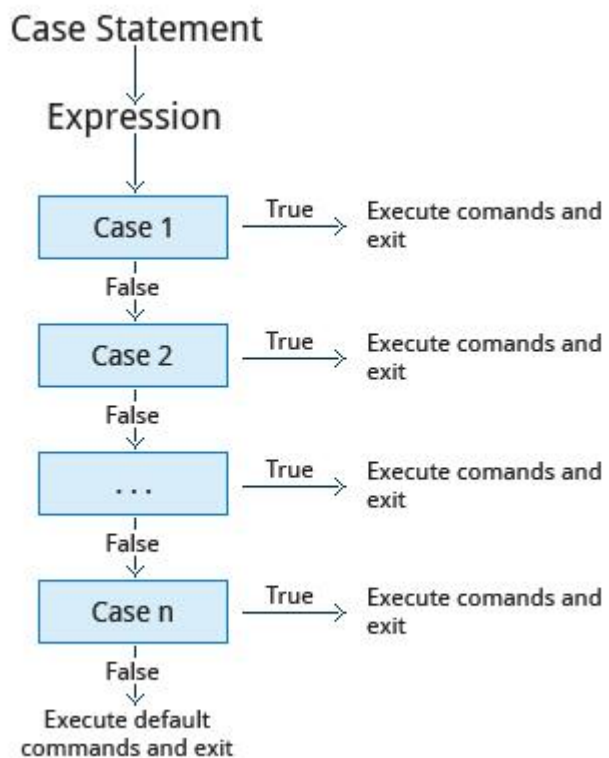 Case Statement
Expression
Case 1
True
Execute comands and
exit
False
Case 2
True
Execute comands and
exit
False
...
True
Execute comands and
exit
False
Case n
True
Execute comands and
exit
False
Execute default
commands and exit